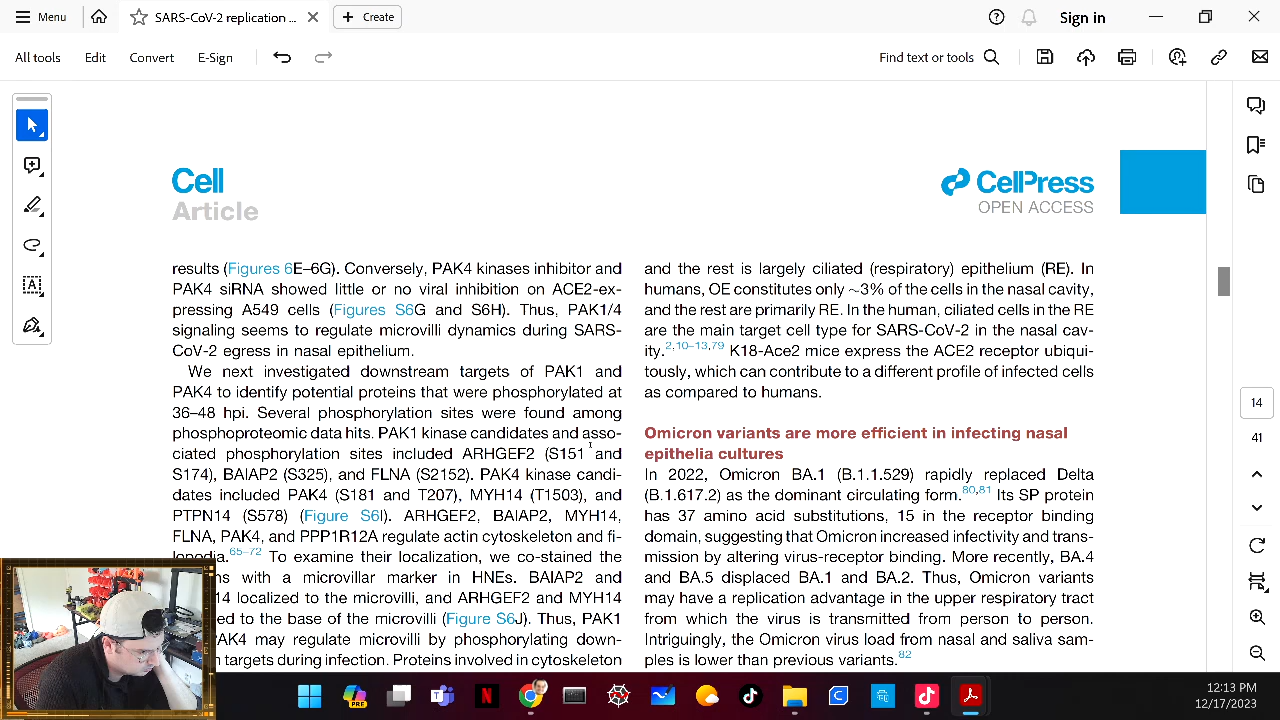 Menu
SARS-CoV-2 replication ...
Create
Sign in
All tools
Edit
Convert
E-Sign
Find text or tools
Cell
Article
CellPress
OPEN ACCESS
results (Figures 6E–6G). Conversely, PAK4 kinases inhibitor and
PAK4 siRNA showed little or no viral inhibition on ACE2-ex-
pressing A549 cells (Figures S6G and S6H). Thus, PAK1/4
signaling seems to regulate microvilli dynamics during SARS-
CoV-2 egress in nasal epithelium.
We next investigated downstream targets of PAK1 and
PAK4 to identify potential proteins that were phosphorylated at
36–48 hpi. Several phosphorylation sites were found among
phosphoproteomic data hits. PAK1 kinase candidates and asso-
ciated phosphorylation sites included ARHGEF2 (S151 and
S174), BAIAP2 (S325), and FLNA (S2152). PAK4 kinase candi-
dates included PAK4 (S181 and T207), MYH14 (T1503), and
PTPN14 (S578) (Figure S6I). ARHGEF2, BAIAP2, MYH14,
FLNA, PAK4, and PPP1R12A regulate actin cytoskeleton and fi-
lopodia.65–72 To examine their localization, we co-stained the
with a microvillar marker in HNEs. BAIAP2 and
localized to the microvilli, and ARHGEF2 and MYH14
to the base of the microvilli (Figure S6J). Thus, PAK1
may regulate microvilli by phosphorylating down-
targets during infection. Proteins involved in cytoskeleton
and the rest is largely ciliated (respiratory) epithelium (RE). In
humans, OE constitutes only ~3% of the cells in the nasal cavity,
and the rest are primarily RE. In the human, ciliated cells in the RE
are the main target cell type for SARS-CoV-2 in the nasal cav-
ity.2,10–13,79 K18-Ace2 mice express the ACE2 receptor ubiqui-
tously, which can contribute to a different profile of infected cells
as compared to humans.
Omicron variants are more efficient in infecting nasal
epithelia cultures
In 2022, Omicron BA.1 (B.1.1.529) rapidly replaced Delta
(B.1.617.2) as the dominant circulating form.80,81 Its SP protein
has 37 amino acid substitutions, 15 in the receptor binding
domain, suggesting that Omicron increased infectivity and trans-
mission by altering virus-receptor binding. More recently, BA.4
and BA.5 displaced BA.1 and BA.2. Thus, Omicron variants
may have a replication advantage in the upper respiratory tract
from which the virus is transmitted from person to person.
Intriguingly, the Omicron virus load from nasal and saliva sam-
ples is lower than previous variants.82
14
41
PRE
12:13 PM
12/17/2023